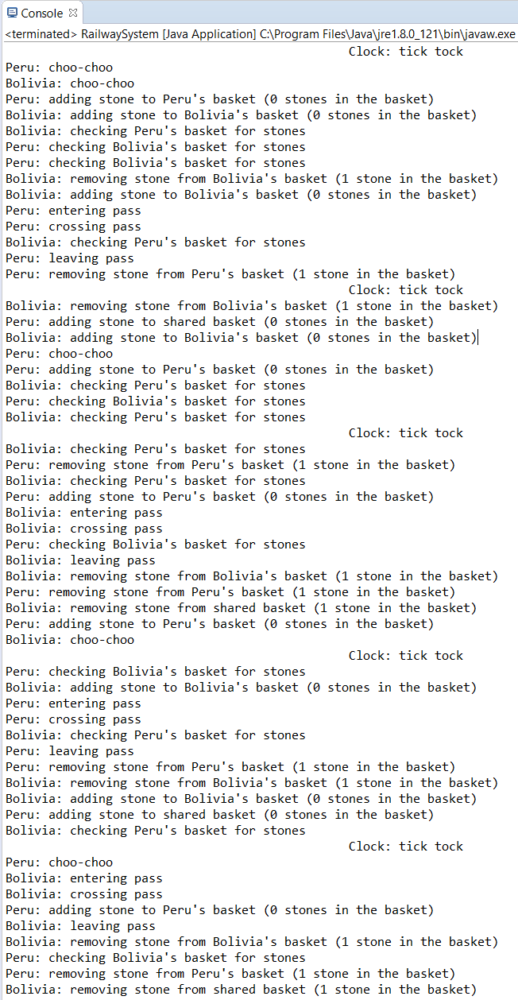 Console
<terminated> RailwaySystem [Java Application] C:\Program Files\Java\jre1.8.0_121\bin\javaw.exe
Clock: tick tock
Peru: choo-choo
Bolivia: choo-choo
Peru: adding stone to Peru's basket (0 stones in the basket)
Bolivia: adding stone to Bolivia's basket (0 stones in the basket)
Bolivia: checking Peru's basket for stones
Peru: checking Bolivia's basket for stones
Peru: checking Bolivia's basket for stones
Bolivia: removing stone from Bolivia's basket (1 stone in the basket)
Bolivia: adding stone to Bolivia's basket (0 stones in the basket)
Peru: entering pass
Peru: crossing pass
Bolivia: checking Peru's basket for stones
Peru: leaving pass
Peru: removing stone from Peru's basket (1 stone in the basket)
Clock: tick tock
Bolivia: removing stone from Bolivia's basket (1 stone in the basket)
Peru: adding stone to shared basket (0 stones in the basket)
Bolivia: adding stone to Bolivia's basket (0 stones in the basket)
Peru: choo-choo
Peru: adding stone to Peru's basket (0 stones in the basket)
Bolivia: checking Peru's basket for stones
Peru: checking Bolivia's basket for stones
Bolivia: checking Peru's basket for stones
Clock: tick tock
Bolivia: checking Peru's basket for stones
Peru: removing stone from Peru's basket (1 stone in the basket)
Bolivia: checking Peru's basket for stones
Peru: adding stone to Peru's basket (0 stones in the basket)
Bolivia: entering pass
Bolivia: crossing pass
Peru: checking Bolivia's basket for stones
Bolivia: leaving pass
Bolivia: removing stone from Bolivia's basket (1 stone in the basket)
Peru: removing stone from Peru's basket (1 stone in the basket)
Bolivia: removing stone from shared basket (1 stone in the basket)
Peru: adding stone to Peru's basket (0 stones in the basket)
Bolivia: choo-choo
Clock: tick tock
Peru: checking Bolivia's basket for stones
Bolivia: adding stone to Bolivia's basket (0 stones in the basket)
Peru: entering pass
Peru: crossing pass
Bolivia: checking Peru's basket for stones
Peru: leaving pass
Peru: removing stone from Peru's basket (1 stone in the basket)
Bolivia: removing stone from Bolivia's basket (1 stone in the basket)
Bolivia: adding stone to Bolivia's basket (0 stones in the basket)
Peru: adding stone to shared basket (0 stones in the basket)
Bolivia: checking Peru's basket for stones
Clock: tick tock
Peru: choo-choo
Bolivia: entering pass
Bolivia: crossing pass
Peru: adding stone to Peru's basket (0 stones in the basket)
Bolivia: leaving pass
Bolivia: removing stone from Bolivia's basket (1 stone in the basket)
Peru: checking Bolivia's basket for stones
Peru: removing stone from Peru's basket (1 stone in the basket)
Bolivia: removing stone from shared basket (1 stone in the basket)